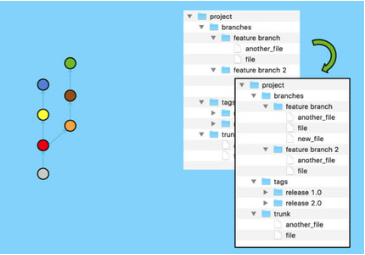 project
branches
feature branch
another_file
file
feature branch 2
tags
trun
project
branches
feature branch
another_file
file
new_file
feature branch 2
another_file
file
tags
release 1.0
release 2.0
trunk
another_file
file